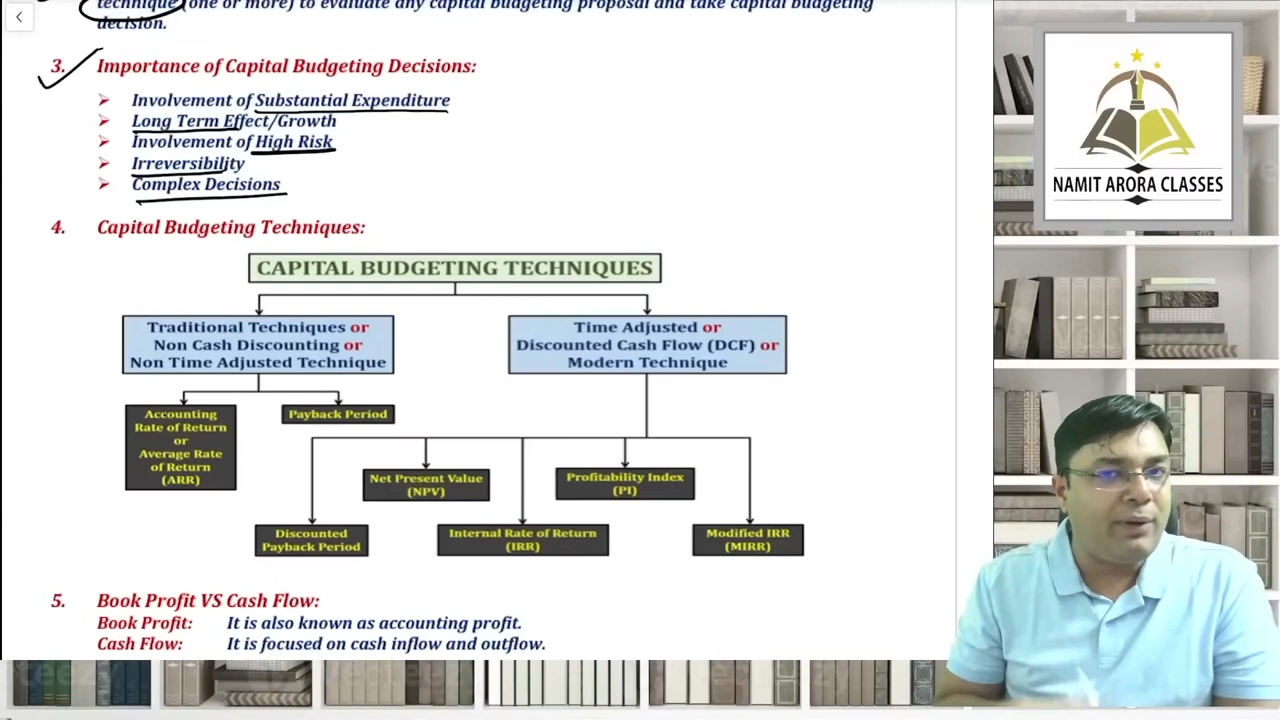 technique (one or more) to evaluate any capital budgeting proposal and take capital budgeting
decision.
3. Importance of Capital Budgeting Decisions:
Involvement of Substantial Expenditure
Long Term Effect/Growth
Involvement of High Risk
Irreversibility
Complex Decisions
4. Capital Budgeting Techniques:
CAPITAL BUDGETING TECHNIQUES
Traditional Techniques or
Non Cash Discounting or
Non Time Adjusted Technique
Time Adjusted or
Discounted Cash Flow (DCF) or
Modern Technique
Accounting
Rate of Return
or
Average Rate
of Return
(ARR)
Payback Period
Net Present Value
(NPV)
Profitability Index
(PI)
Discounted
Payback Period
Internal Rate of Return
(IRR)
Modified IRR
(MIRR)
5. Book Profit VS Cash Flow:
Book Profit: It is also known as accounting profit.
Cash Flow: It is focused on cash inflow and outflow.
NAMIT ARORA CLASSES